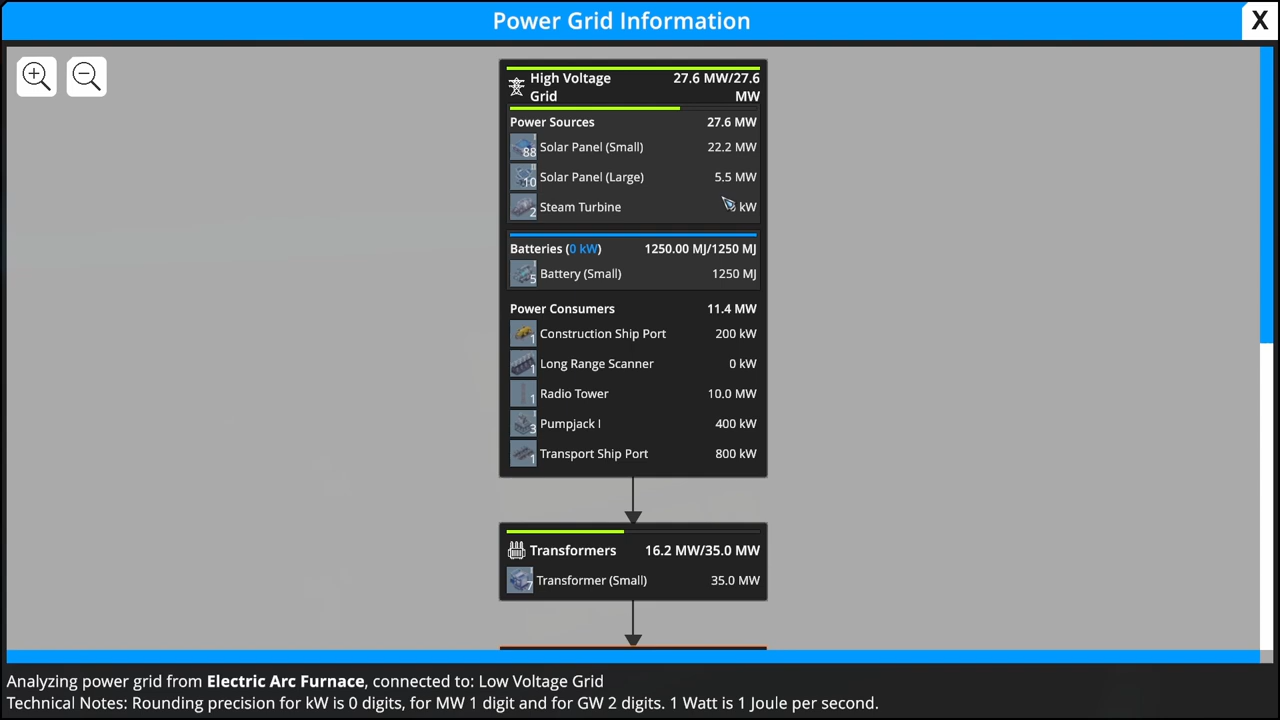 Power Grid Information
X
High Voltage Grid 27.6 MW/27.6 MW
Power Sources 27.6 MW
88 Solar Panel (Small) 22.2 MW
10 Solar Panel (Large) 5.5 MW
2 Steam Turbine kW
Batteries (0 kW) 1250.00 MJ/1250 MJ
5 Battery (Small) 1250 MJ
Power Consumers 11.4 MW
1 Construction Ship Port 200 kW
1 Long Range Scanner 0 kW
1 Radio Tower 10.0 MW
3 Pumpjack I 400 kW
1 Transport Ship Port 800 kW
Transformers 16.2 MW/35.0 MW
7 Transformer (Small) 35.0 MW
Analyzing power grid from Electric Arc Furnace, connected to: Low Voltage Grid
Technical Notes: Rounding precision for kW is 0 digits, for MW 1 digit and for GW 2 digits. 1 Watt is 1 Joule per second.